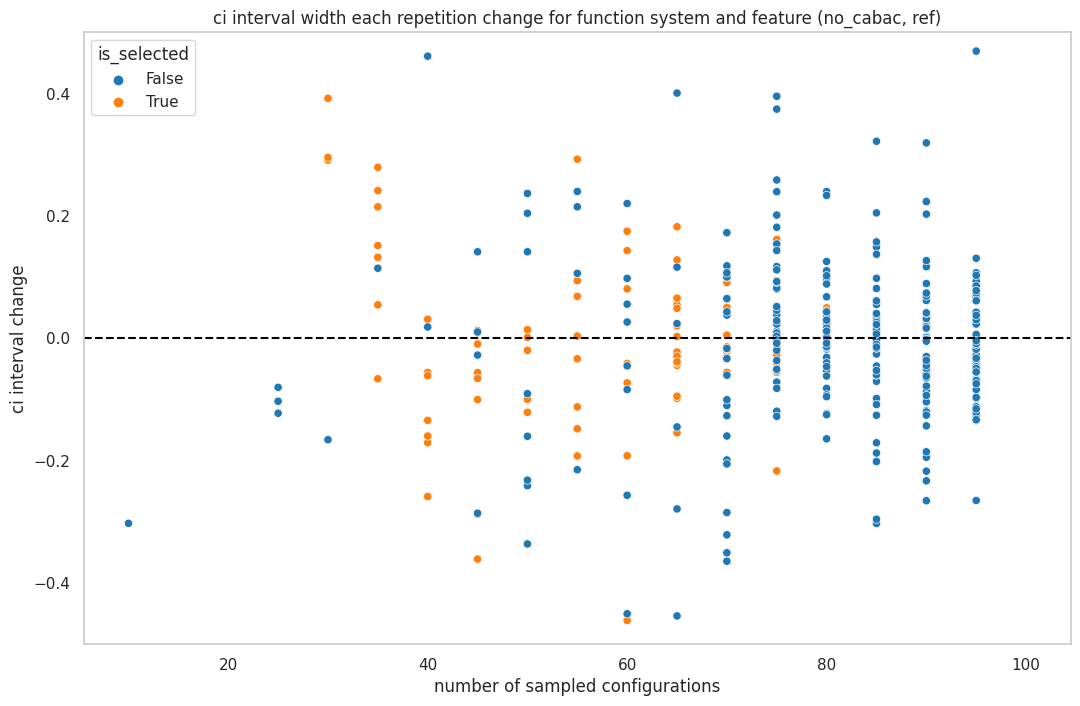 ci interval width each repetition change for function system and feature (no_cabac, ref)
is_selected
False
True
0.4
0.2
0.0
−0.2
−0.4
ci interval change
20
40
60
80
100
number of sampled configurations